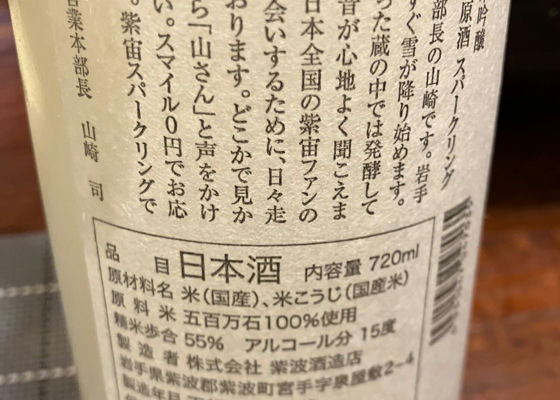 吟醸
原酒 スパークリング
部長の山崎です。岩手
すぐ雪が降り始めます。
った蔵の中では発酵して
音が心地よく聞こえま
日本全国の紫宙ファンの
会いするために、日々走
おります。どこかで見か
ら「山さん」と声をかけ
い。スマイル0円でお応
。紫宙スパークリングで
営業本部長 山崎 司
品目 日本酒 内容量 720ml
原材料名 米(国産)、米こうじ(国産米)
原料米 五百万石100%使用
精米歩合 55% アルコール分 15度
製造者 株式会社 紫波酒造店
岩手県紫波郡紫波町宮手字泉屋敷2-4
製造年月